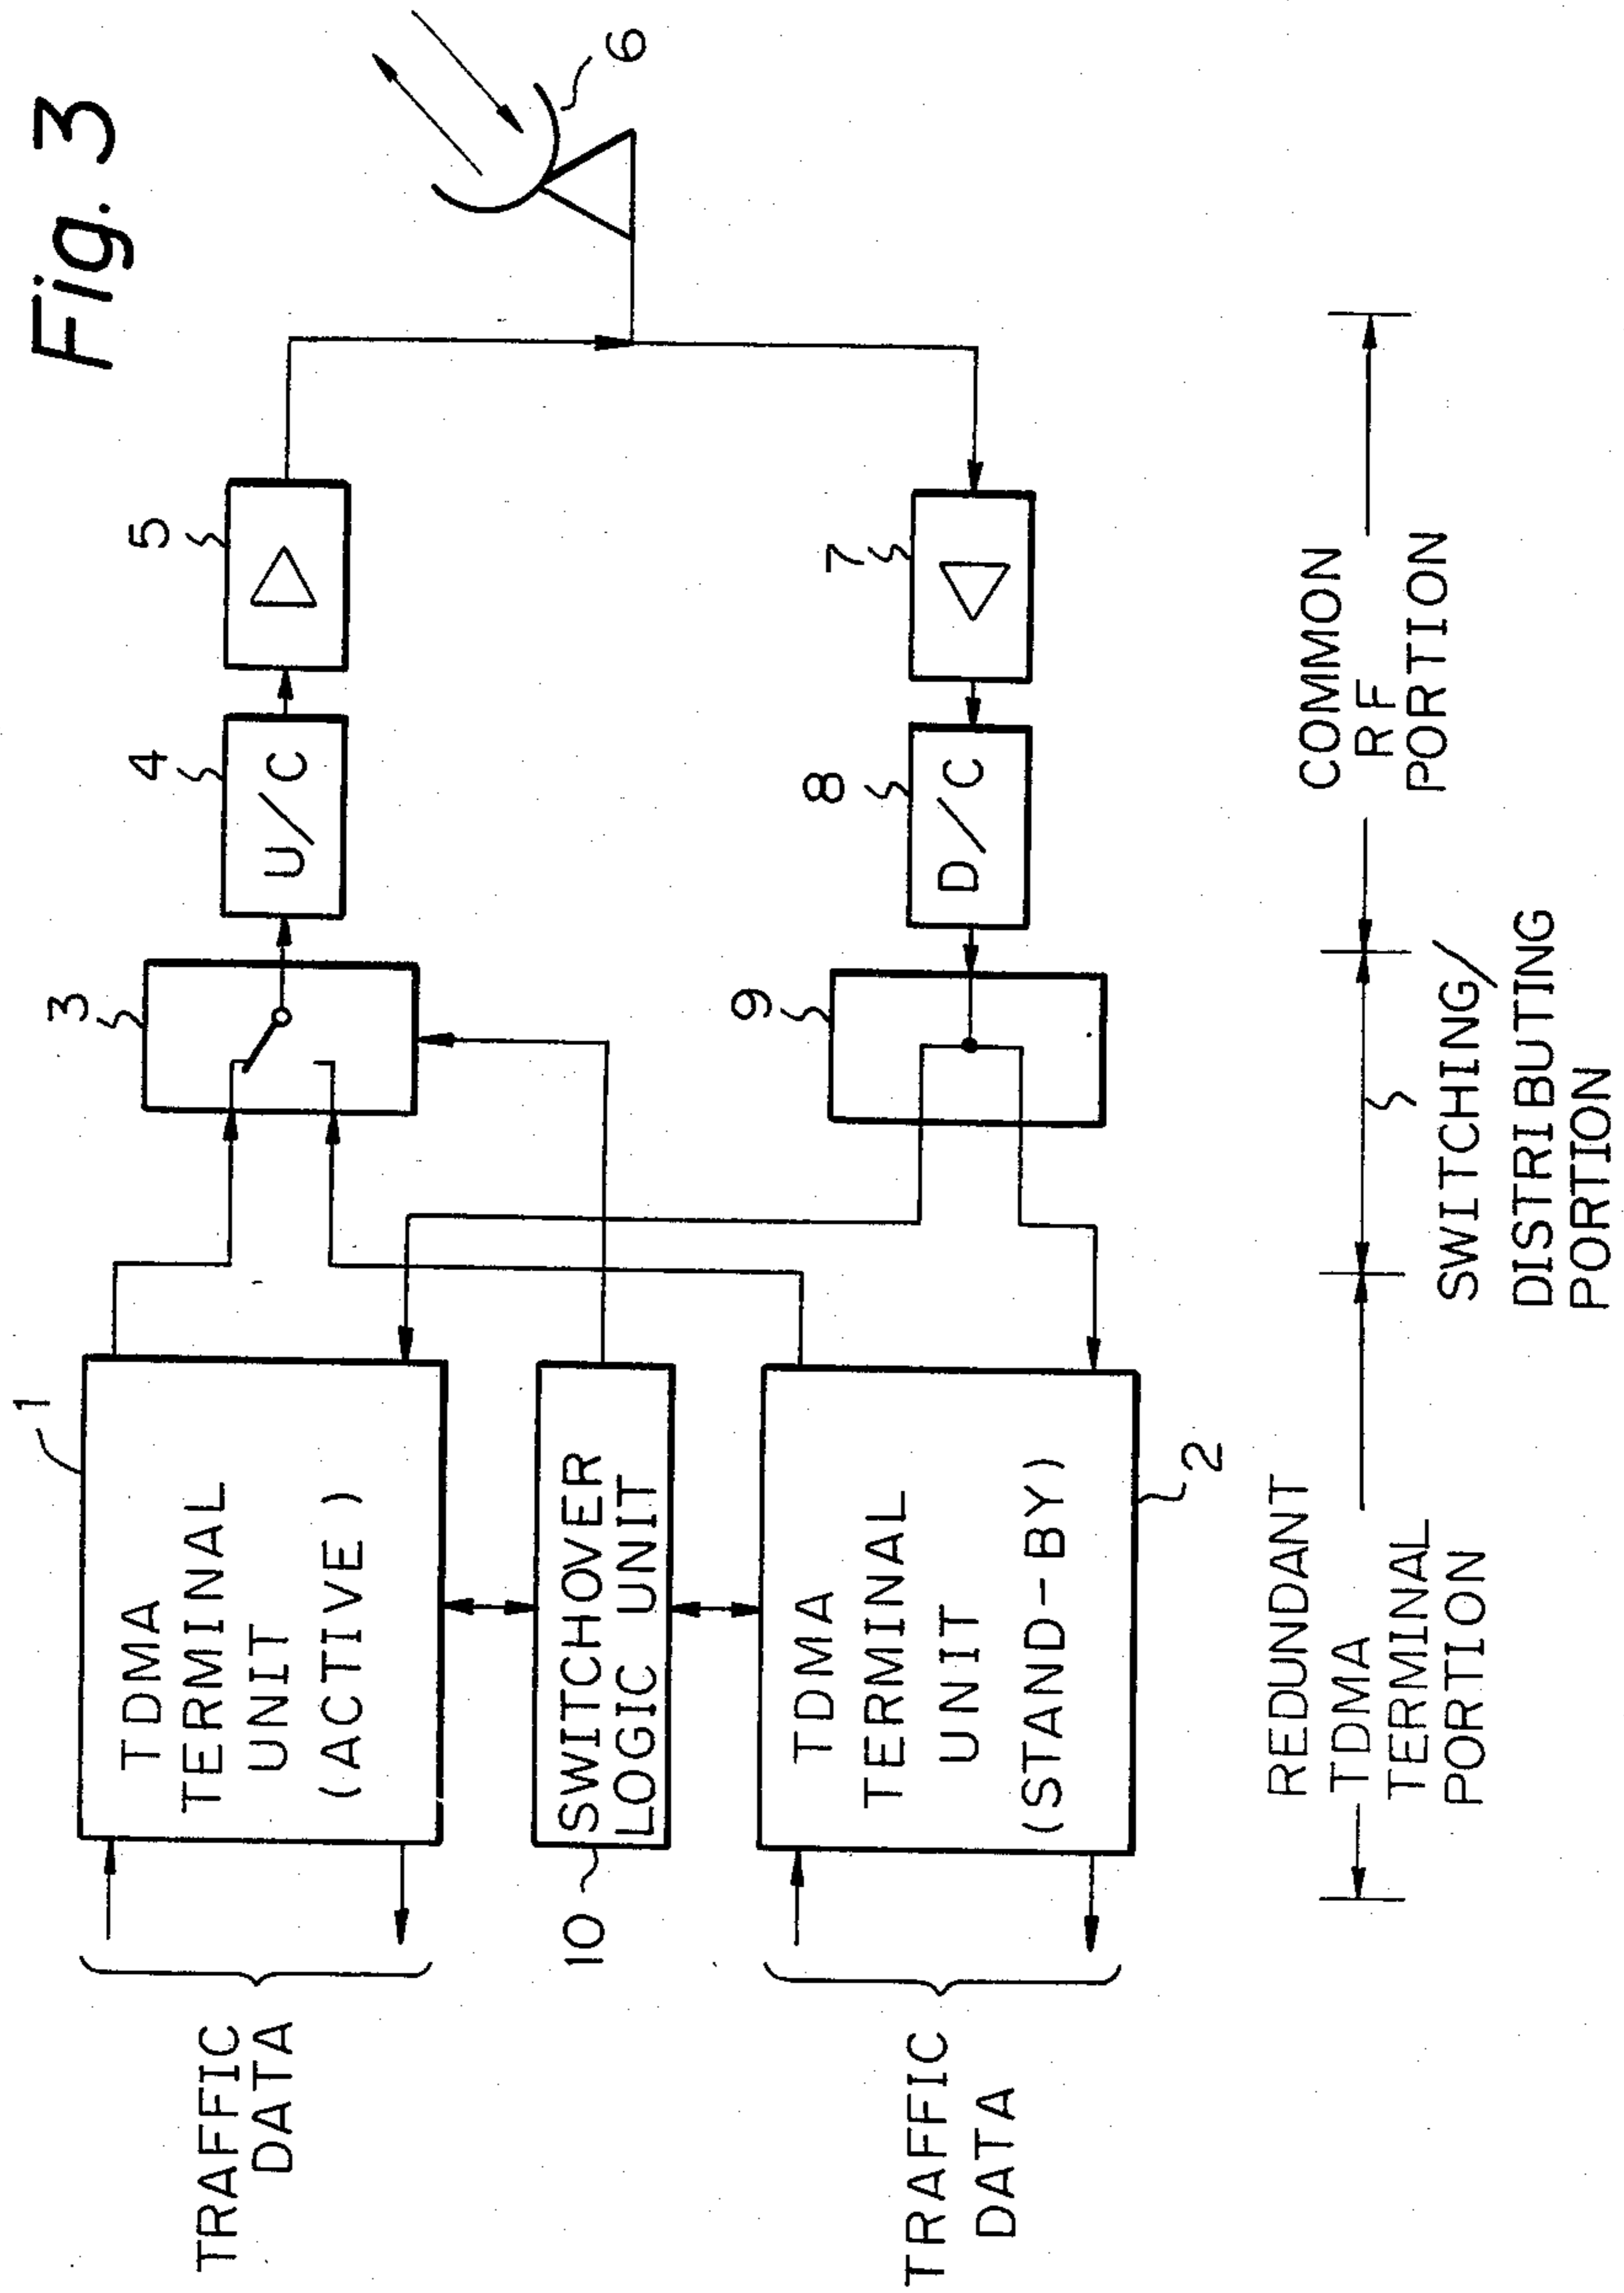 Fig. 3
1
TDMA
TERMINAL
UNIT
(ACTIVE)
3
4
U/C
5
6
TRAFFIC
DATA
10
SWITCHOVER
LOGIC UNIT
TDMA
TERMINAL
UNIT
(STAND-BY)
2
9
8
D/C
7
TRAFFIC
DATA
REDUNDANT
TDMA
TERMINAL
PORTION
SWITCHING/
DISTRIBUTING
PORTION
COMMON
RF
PORTION